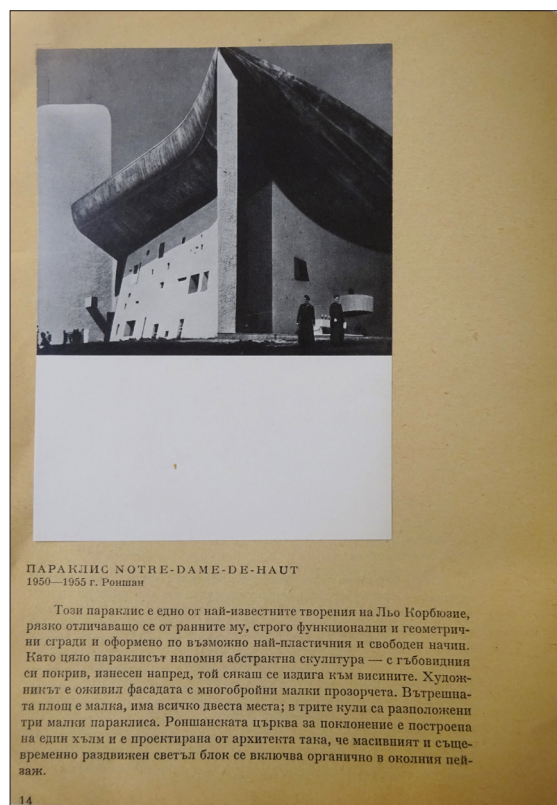 ПАРАКЛИС NOTRE-DAME-DE-HAUT
1950—1955 г. Роншан
Този параклис е едно от най-известните творения на Льо Корбюзие,
рязко отличаващо се от ранните му, строго функционални и геометрич-
ни сгради и оформено по възможно най-пластичния и свободен начин.
Като цяло параклисът напомня абстрактна скулптура — с гъбовидния
си покрив, изнесен напред, той сякаш се издига към висините. Худож-
никът е оживил фасадата с многобройни малки прозорчета. Вътрешна-
та площ е малка, има всичко двеста места; в трите кули са разположени
три малки параклиса. Роншанската църква за поклонение е построена
на един хълм и е проектирана от архитекта така, че масивният и съще-
временно раздвижен светъл блок се включва органично в околния пей-
заж.
14